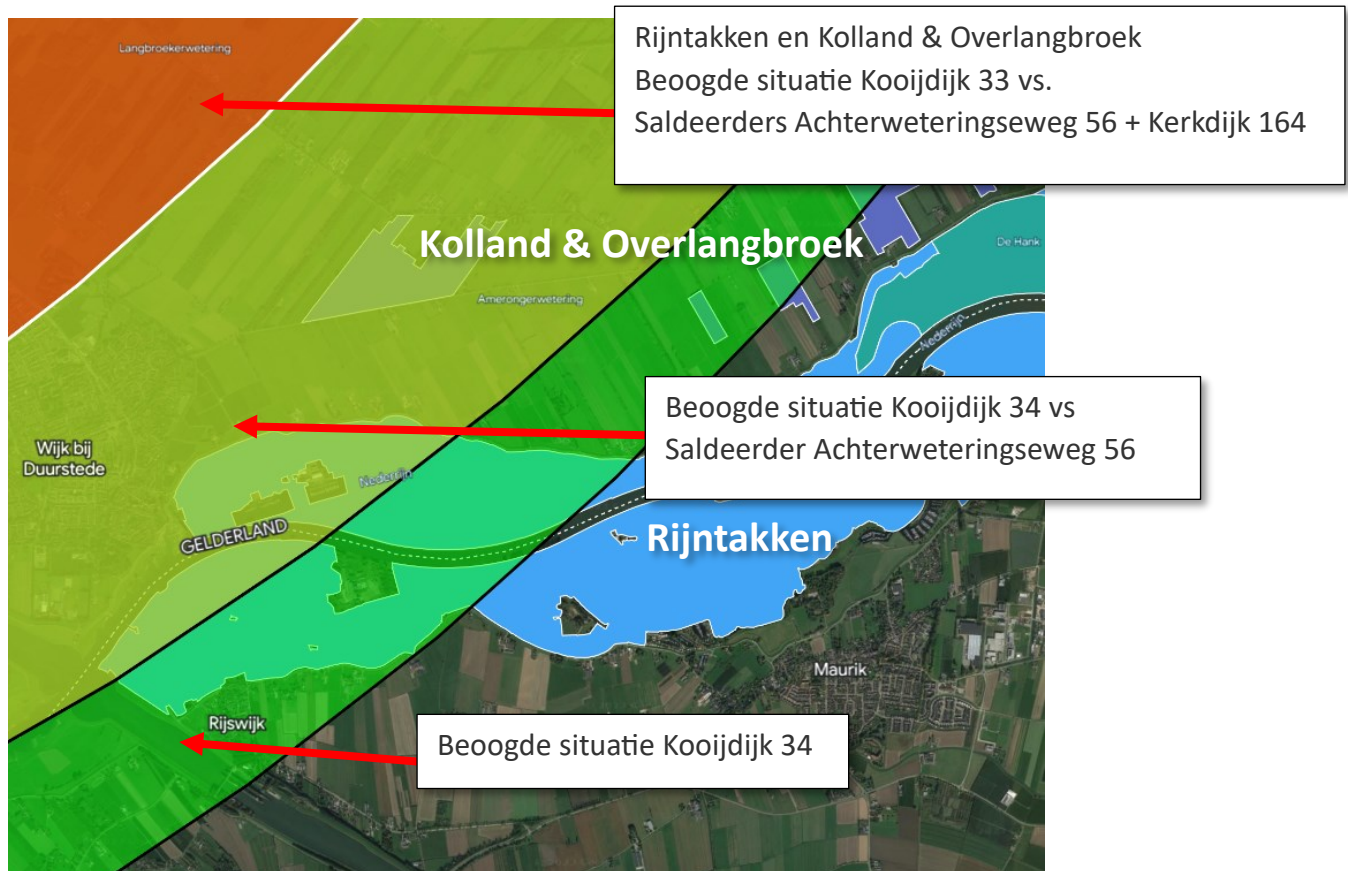 Rijntakken en Kolland & Overlangbroek
Beoogde situatie Kooijdijk 33 vs.
Saldeerders Achterweteringseweg 56 + Kerkdijk 164
Langbroekerwetering
Kolland & Overlangbroek
De Hank
Amerongerwetering
Nederrijn
Beoogde situatie Kooijdijk 34 vs
Saldeerder Achterweteringseweg 56
Wijk bij
Duurstede
Nederrijn
GELDERLAND
Rijntakken
Maurik
Rijswijk
Beoogde situatie Kooijdijk 34